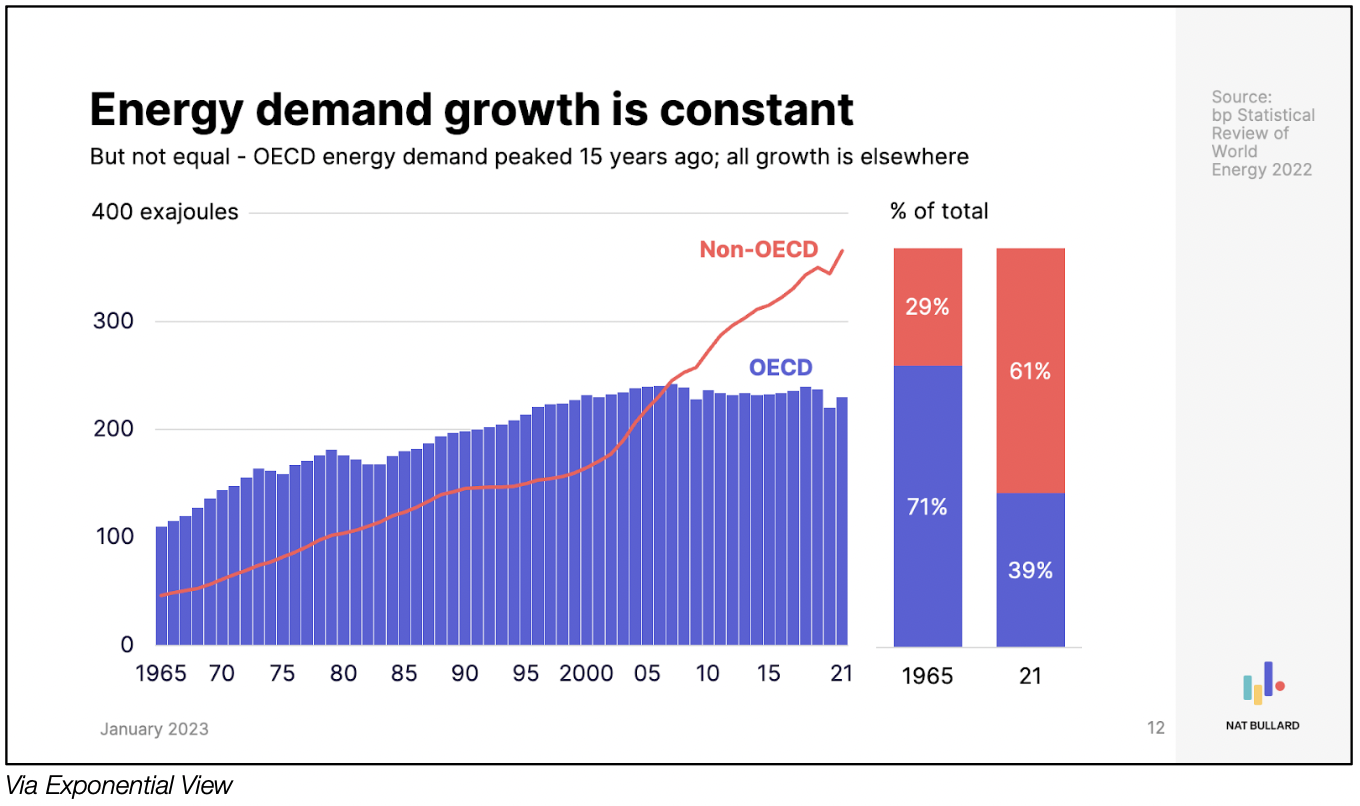 Energy demand growth is constant
But not equal - OECD energy demand peaked 15 years ago; all growth is elsewhere
Source:
bp Statistical
Review of
World
Energy 2022
400 exajoules
% of total
Non-OECD
OECD
300
200
100
0
1965 70 75 80 85 90 95 2000 05 10 15 21
29%
71%
61%
39%
1965 21
January 2023
12
NAT BULLARD
Via Exponential View